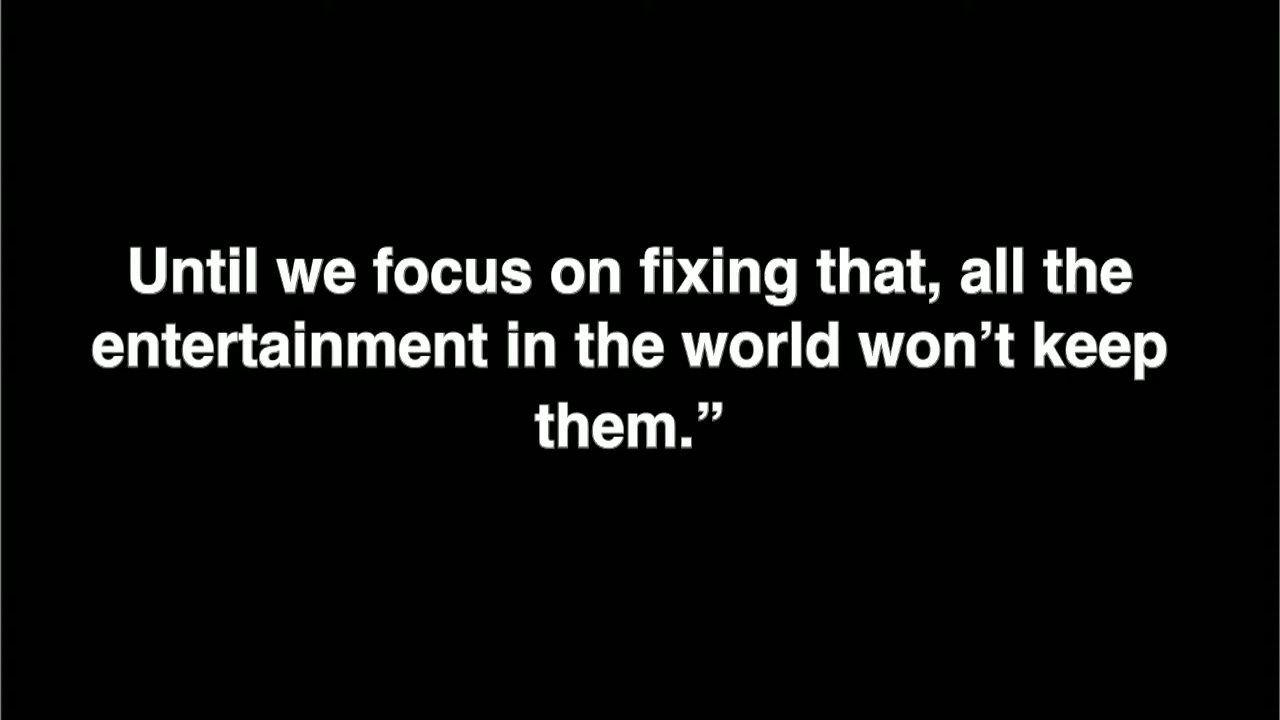 Until we focus on fixing that, all the
entertainment in the world won’t keep
them.”